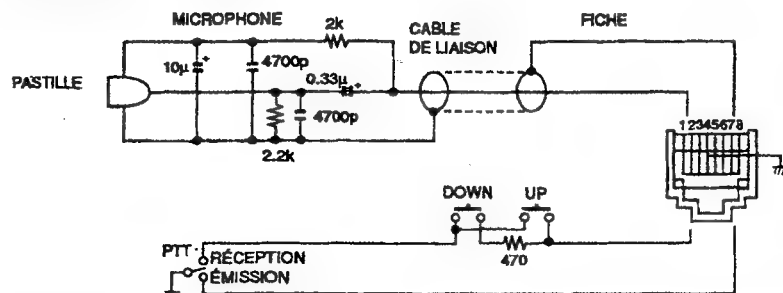 MICROPHONE
2k
CABLE
DE LIAISON
FICHE
PASTILLE
10µ
+
4700p
0.33µ
+
4700p
2.2k
12345678
DOWN
UP
470
PTT
RÉCEPTION
ÉMISSION